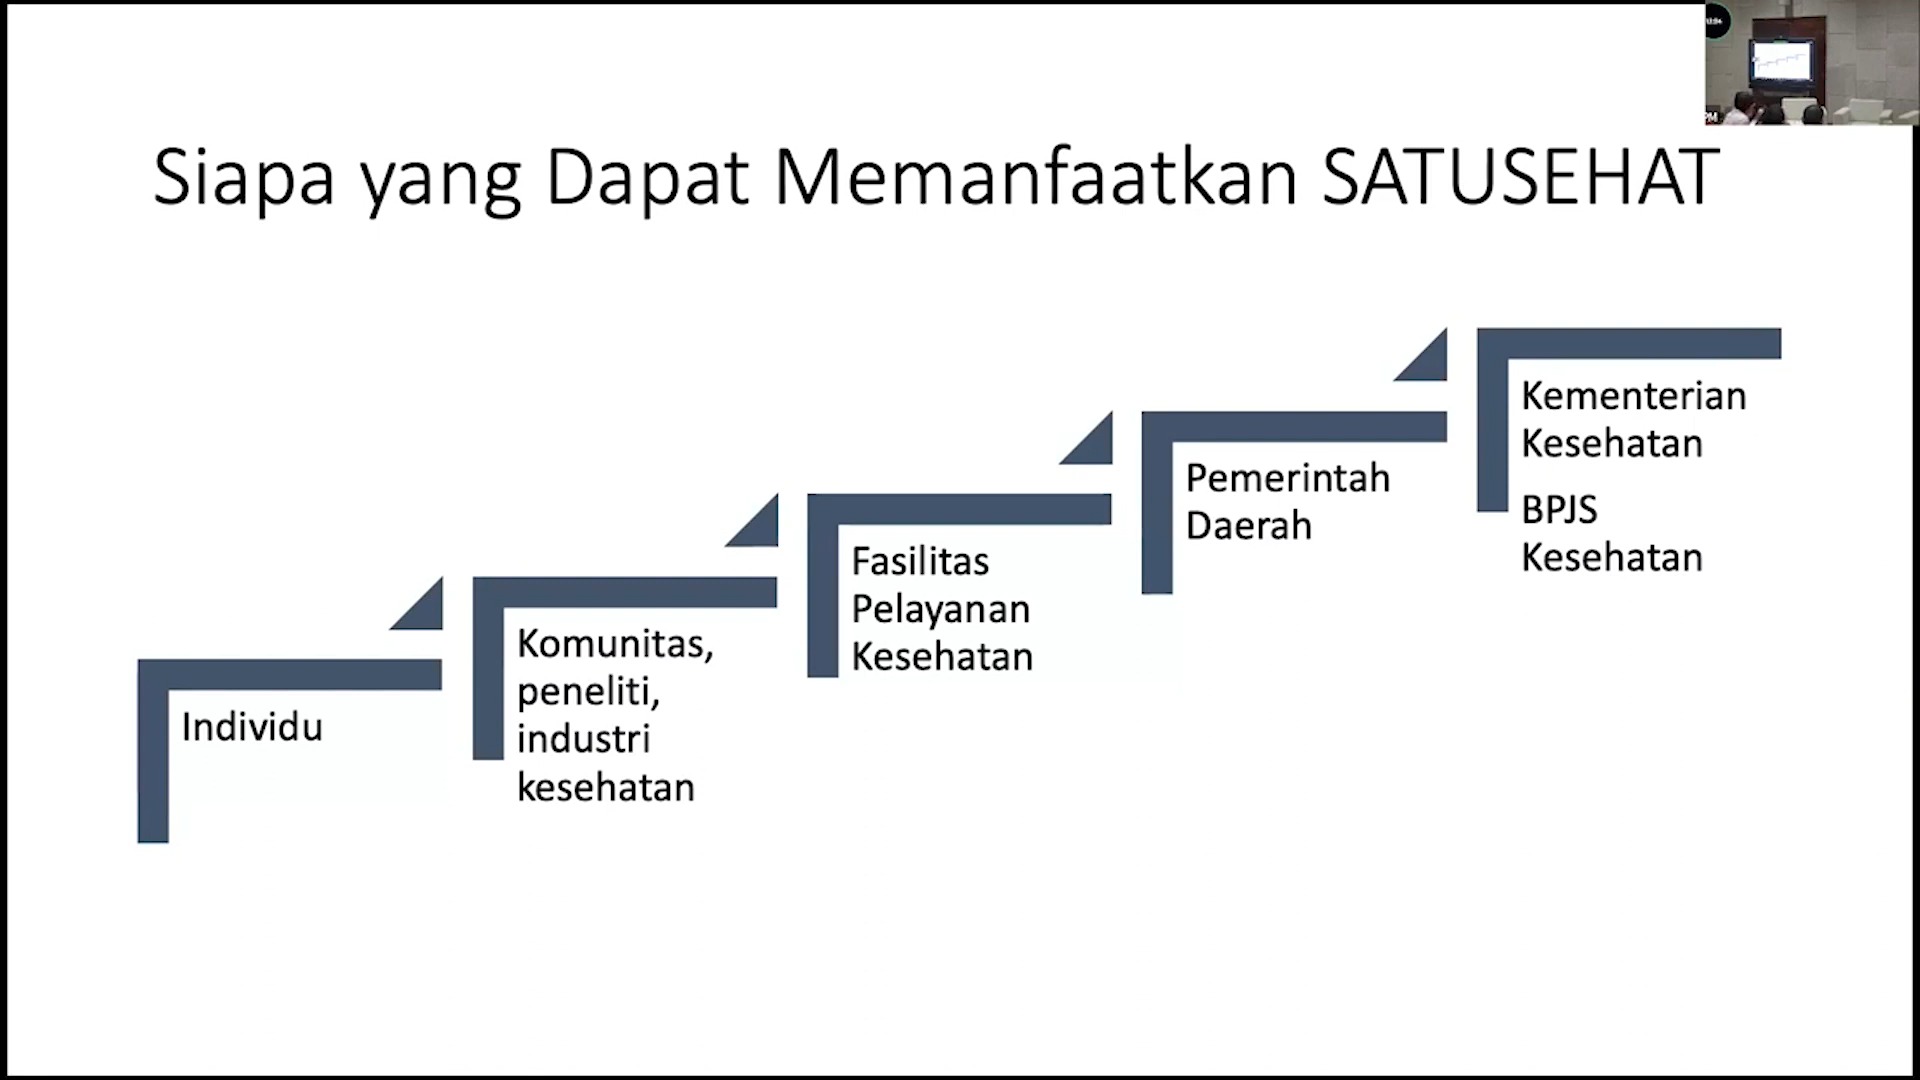 Siapa yang Dapat Memanfaatkan SATUSEHAT
Individu
Komunitas,
peneliti,
industri
kesehatan
Fasilitas
Pelayanan
Kesehatan
Pemerintah
Daerah
Kementerian
Kesehatan
BPJS
Kesehatan